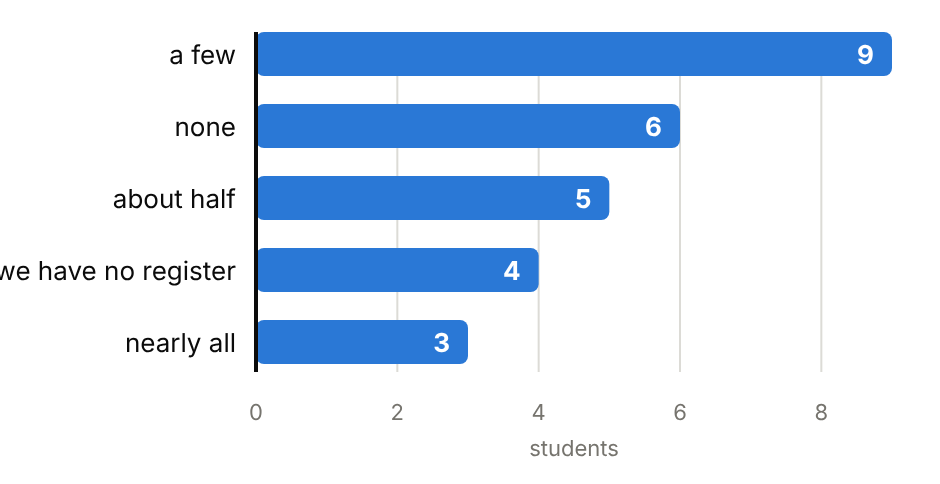 a few 9
none 6
about half 5
we have no register 4
nearly all 3
0 2 4 6 8
students